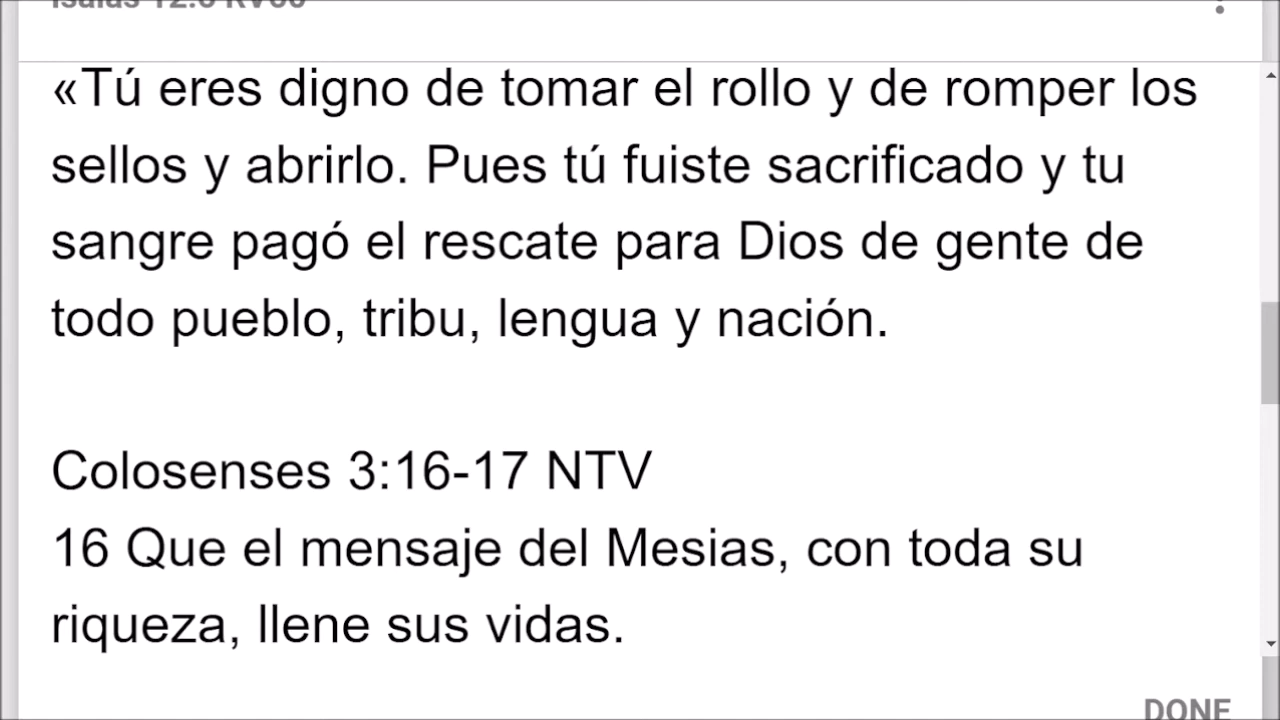 «Tú eres digno de tomar el rollo y de romper los
sellos y abrirlo. Pues tú fuiste sacrificado y tu
sangre pagó el rescate para Dios de gente de
todo pueblo, tribu, lengua y nación.
Colosenses 3:16-17 NTV
16 Que el mensaje del Mesias, con toda su
riqueza, llene sus vidas.
DONE